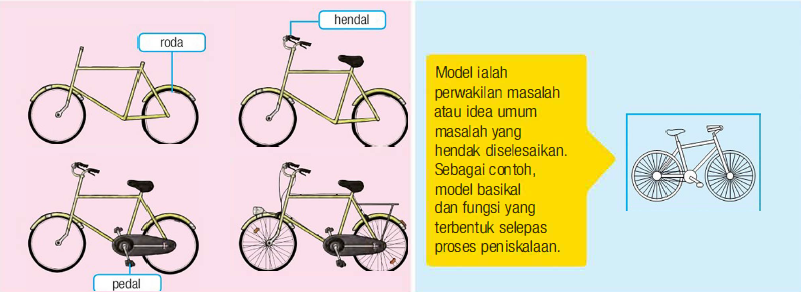 roda
hendal
pedal
Model ialah
perwakilan masalah
atau idea umum
masalah yang
hendak diselesaikan.
Sebagai contoh,
model basikal
dan fungsi yang
terbentuk selepas
proses peniskalaan.